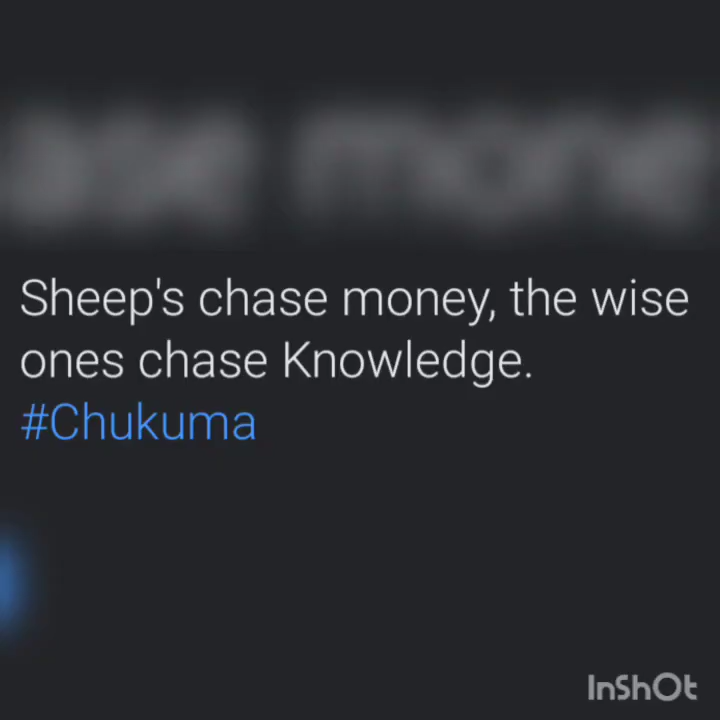 Sheep's chase money, the wise
ones chase Knowledge.
#Chukuma
InShOt